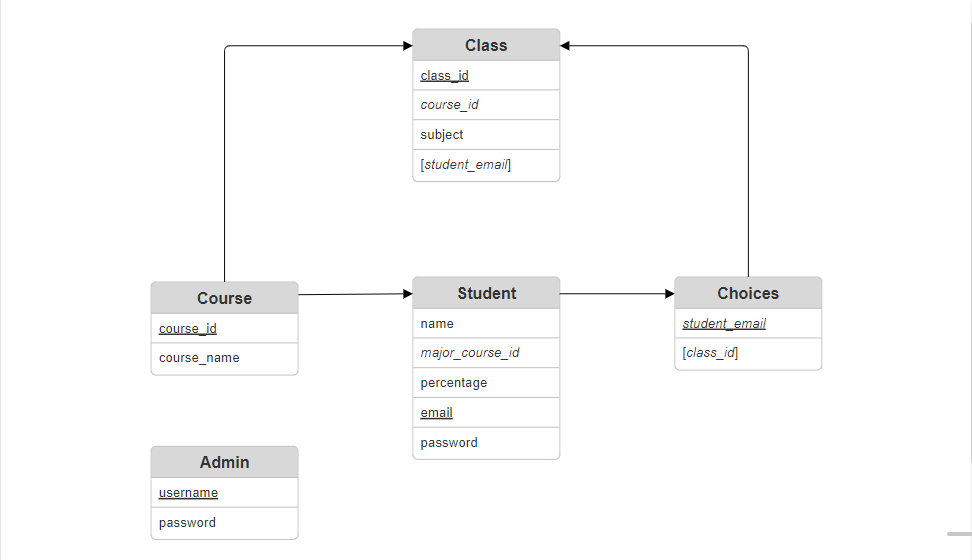 Class
class_id
course_id
subject
[student_email]
Course
course_id
course_name
Student
name
major_course_id
percentage
email
password
Choices
student_email
[class_id]
Admin
username
password